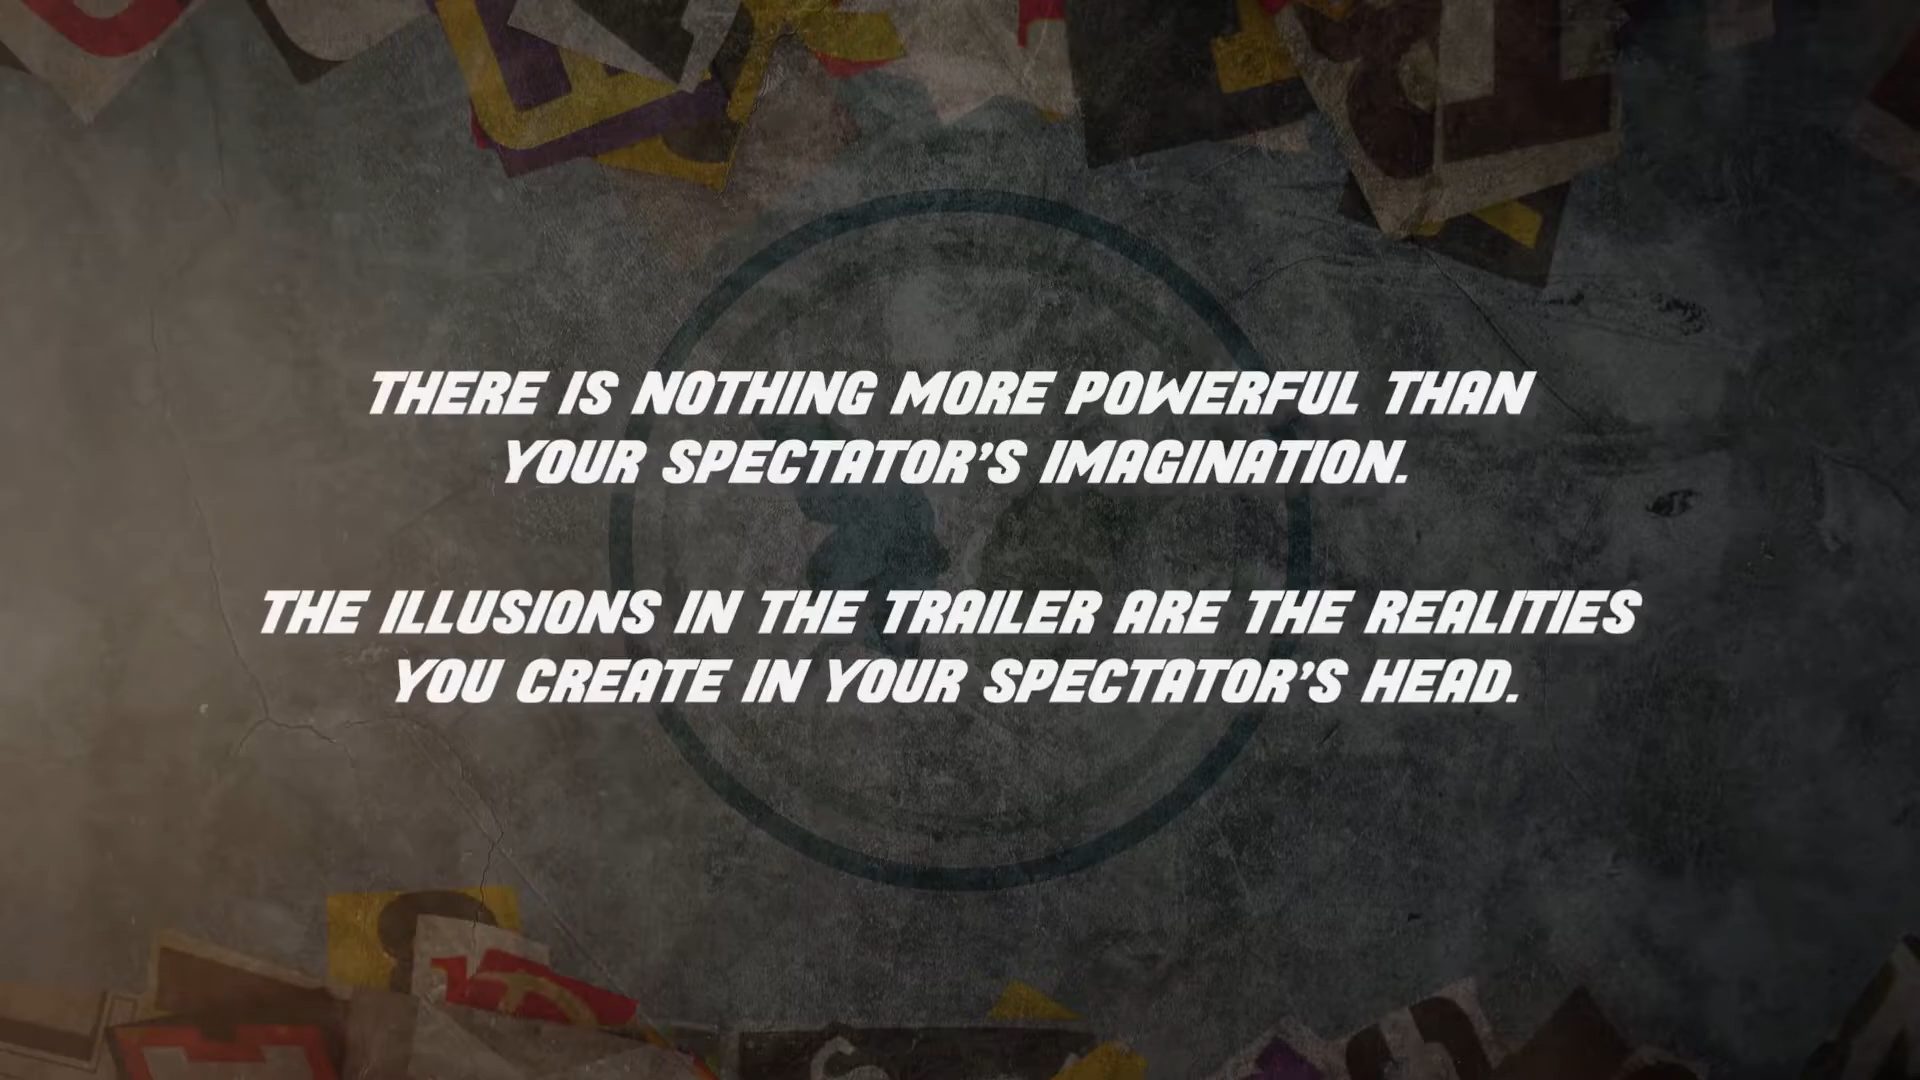 THERE IS NOTHING MORE POWERFUL THAN
YOUR SPECTATOR'S IMAGINATION.
THE ILLUSIONS IN THE TRAILER ARE THE REALITIES
YOU CREATE IN YOUR SPECTATOR'S HEAD.